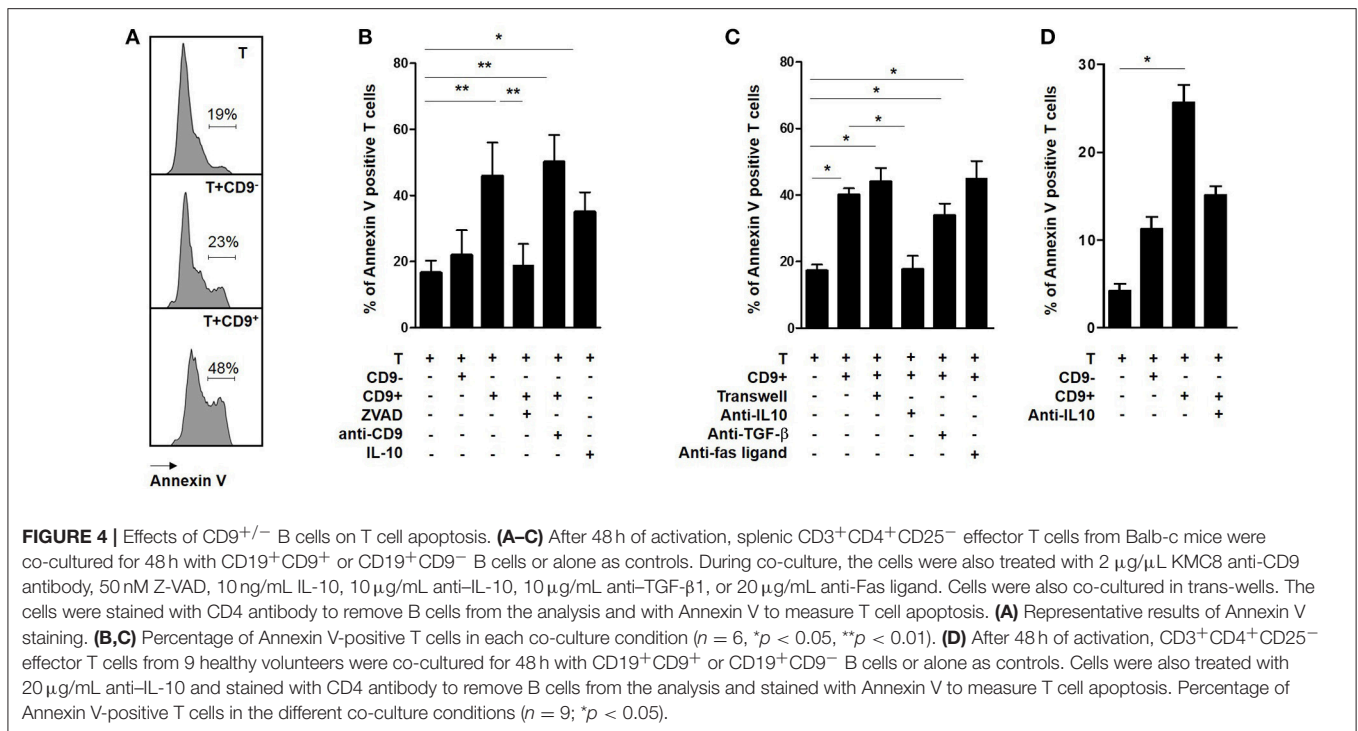 A
T
19%
T+CD9-
23%
T+CD9+
48%
Annexin V
B
% of Annexin V positive T cells
80
60
40
20
0
*
**
** **
T + + + + + +
CD9- - + - - - -
CD9+ - - + + + -
ZVAD - - - + - -
anti-CD9 - - - - + -
IL-10 - - - - - +
C
% of Annexin V positive T cells
80
60
40
20
0
*
*
*
*
*
T + + + + + +
CD9+ - + + + + +
Transwell - - + - - -
Anti-IL10 - - - + - -
Anti-TGF-β - - - - + -
Anti-fas ligand - - - - - +
D
% of Annexin V positive T cells
30
20
10
0
*
T + + + +
CD9- - + - -
CD9+ - - + +
Anti-IL10 - - - +
FIGURE 4 | Effects of CD9+/− B cells on T cell apoptosis. (A–C) After 48 h of activation, splenic CD3+CD4+CD25− effector T cells from Balb-c mice were
co-cultured for 48 h with CD19+CD9+ or CD19+CD9− B cells or alone as controls. During co-culture, the cells were also treated with 2 μg/μL KMC8 anti-CD9
antibody, 50 nM Z-VAD, 10 ng/mL IL-10, 10 μg/mL anti–IL-10, 10 μg/mL anti–TGF-β1, or 20 μg/mL anti-Fas ligand. Cells were also co-cultured in trans-wells. The
cells were stained with CD4 antibody to remove B cells from the analysis and with Annexin V to measure T cell apoptosis. (A) Representative results of Annexin V
staining. (B,C) Percentage of Annexin V-positive T cells in each co-culture condition (n = 6, *p < 0.05, **p < 0.01). (D) After 48 h of activation, CD3+CD4+CD25−
effector T cells from 9 healthy volunteers were co-cultured for 48 h with CD19+CD9+ or CD19+CD9− B cells or alone as controls. Cells were also treated with
20 μg/mL anti–IL-10 and stained with CD4 antibody to remove B cells from the analysis and stained with Annexin V to measure T cell apoptosis. Percentage of
Annexin V-positive T cells in the different co-culture conditions (n = 9; *p < 0.05).